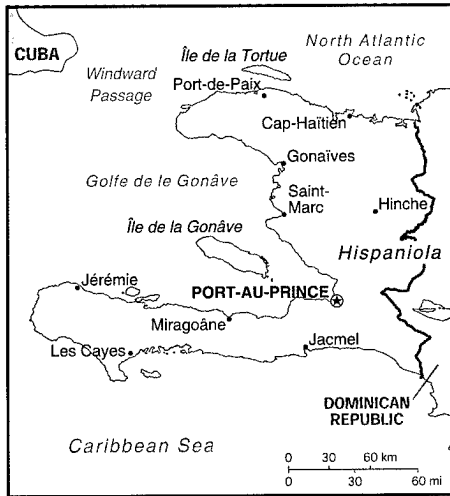 CUBA
Île de la Tortue
North Atlantic
Ocean
Windward
Passage
Port-de-Paix
Cap-Haïtien
Gonaïves
Golfe de le Gonâve
Saint-
Marc
Hinche
Île de la Gonâve
Hispaniola
Jérémie
PORT-AU-PRINCE
Miragoâne
Les Cayes
Jacmel
DOMINICAN
REPUBLIC
Caribbean Sea
0 30 60 km
0 30 60 mi